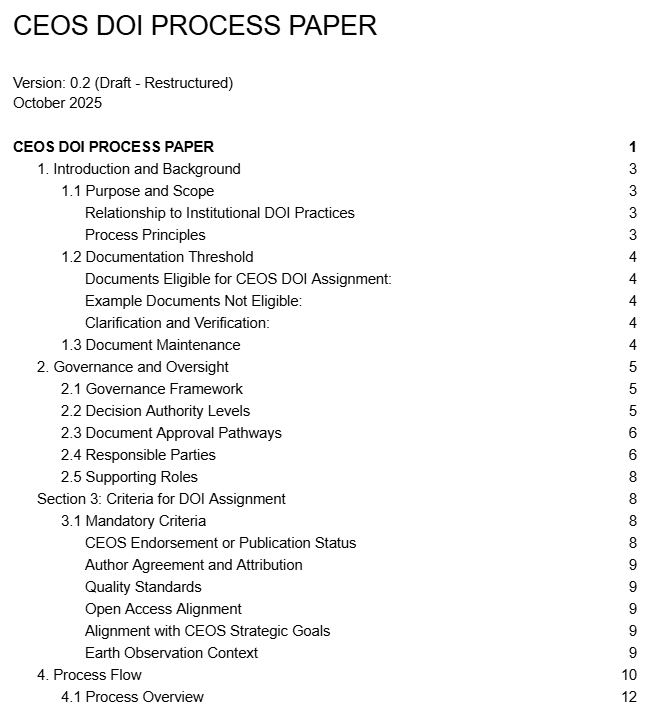 CEOS DOI PROCESS PAPER
Version: 0.2 (Draft - Restructured)
October 2025
CEOS DOI PROCESS PAPER 1
1. Introduction and Background 3
1.1 Purpose and Scope 3
Relationship to Institutional DOI Practices 3
Process Principles 3
1.2 Documentation Threshold 4
Documents Eligible for CEOS DOI Assignment: 4
Example Documents Not Eligible: 4
Clarification and Verification: 4
1.3 Document Maintenance 4
2. Governance and Oversight 5
2.1 Governance Framework 5
2.2 Decision Authority Levels 5
2.3 Document Approval Pathways 6
2.4 Responsible Parties 6
2.5 Supporting Roles 8
Section 3: Criteria for DOI Assignment 8
3.1 Mandatory Criteria 8
CEOS Endorsement or Publication Status 8
Author Agreement and Attribution 9
Quality Standards 9
Open Access Alignment 9
Alignment with CEOS Strategic Goals 9
Earth Observation Context 9
4. Process Flow 10
4.1 Process Overview 12